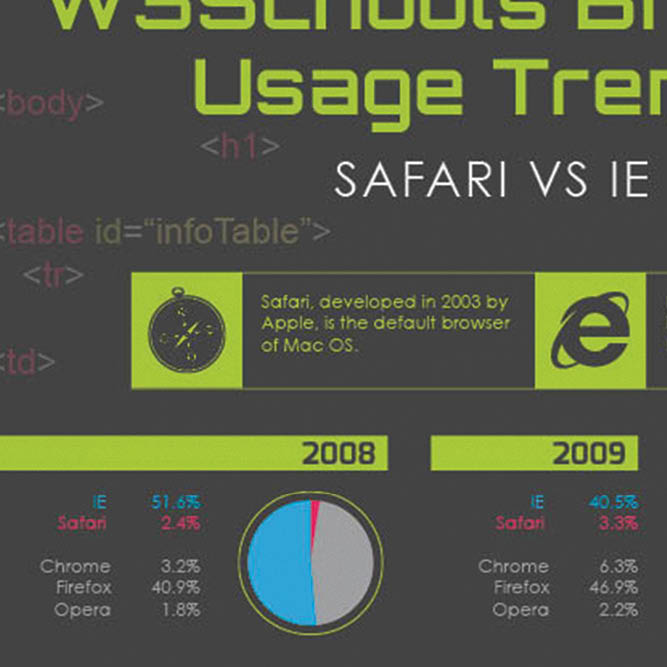 W3Schools Br
Usage Tren
<body>
<h1>
SAFARI VS IE
<table id="infoTable">
<tr>
Safari, developed in 2003 by
Apple, is the default browser
of Mac OS.
<td>
2008
IE 51.6%
Safari 2.4%
Chrome 3.2%
Firefox 40.9%
Opera 1.8%
2009
IE 40.5%
Safari 3.3%
Chrome 6.3%
Firefox 46.9%
Opera 2.2%